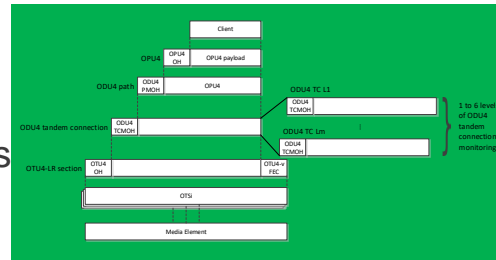 Client
OPU4
OPU4 OH
OPU4 payload
ODU4 path
ODU4 PMOH
OPU4
ODU4 TC L1
ODU4 TCMOH
1 to 6 level
of ODU4
tandem
connection
monitoring
ODU4 tandem connection
ODU4 TCMOH
ODU4 TC Lm
ODU4 TCMOH
s
OTU4-LR section
OTU4 OH
OTU4-v FEC
OTSi
Media Element